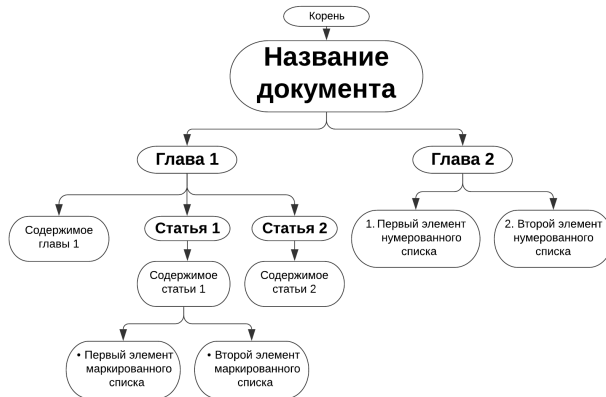 Корень
Название
документа
Глава 1
Глава 2
Содержимое
главы 1
Статья 1
Статья 2
1. Первый элемент
нумерованного
списка
2. Второй элемент
нумерованного
списка
Содержимое
статьи 1
Содержимое
статьи 2
• Первый элемент
маркированного
списка
• Второй элемент
маркированного
списка